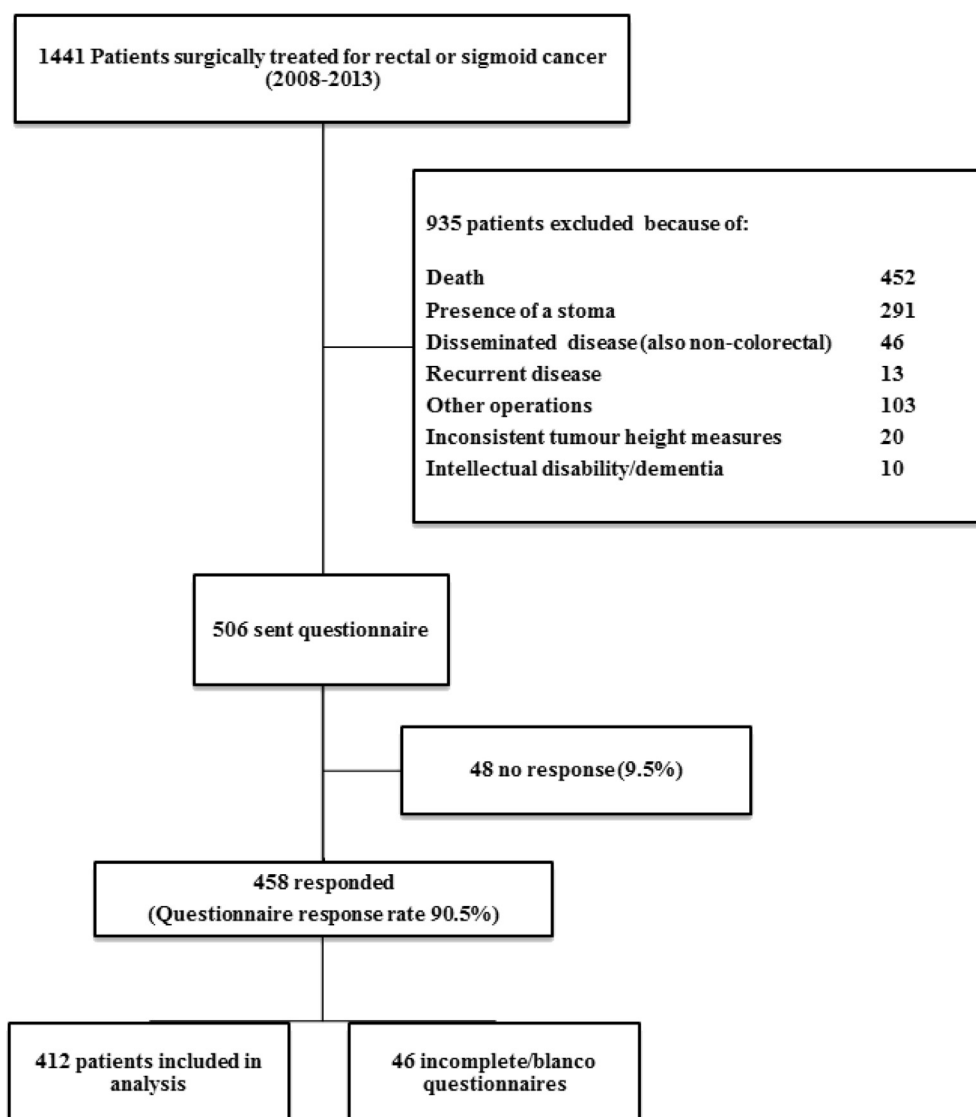 1441 Patients surgically treated for rectal or sigmoid cancer
(2008-2013)
935 patients excluded because of:
Death 452
Presence of a stoma 291
Disseminated disease (also non-colorectal) 46
Recurrent disease 13
Other operations 103
Inconsistent tumour height measures 20
Intellectual disability/dementia 10
506 sent questionnaire
48 no response (9.5%)
458 responded
(Questionnaire response rate 90.5%)
412 patients included in
analysis
46 incomplete/blanco
questionnaires